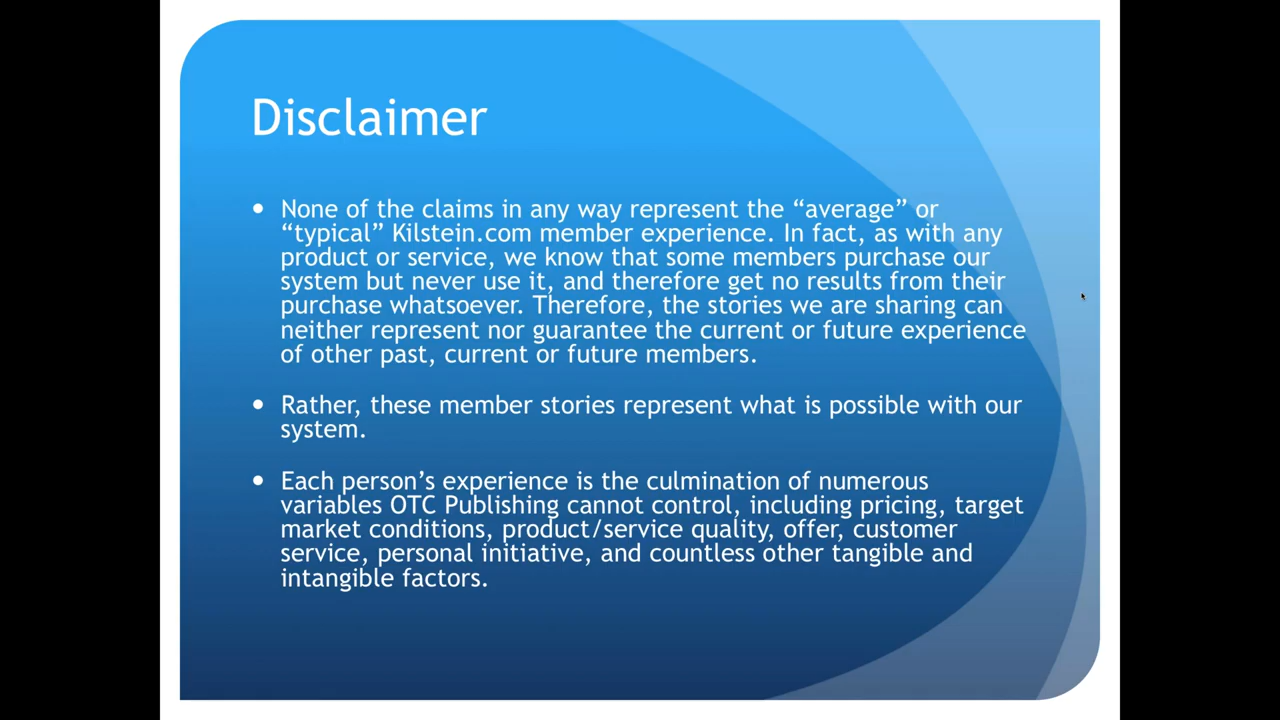 Disclaimer
• None of the claims in any way represent the “average” or
“typical” Kilstein.com member experience. In fact, as with any
product or service, we know that some members purchase our
system but never use it, and therefore get no results from their
purchase whatsoever. Therefore, the stories we are sharing can
neither represent nor guarantee the current or future experience
of other past, current or future members.
• Rather, these member stories represent what is possible with our
system.
• Each person’s experience is the culmination of numerous
variables OTC Publishing cannot control, including pricing, target
market conditions, product/service quality, offer, customer
service, personal initiative, and countless other tangible and
intangible factors.